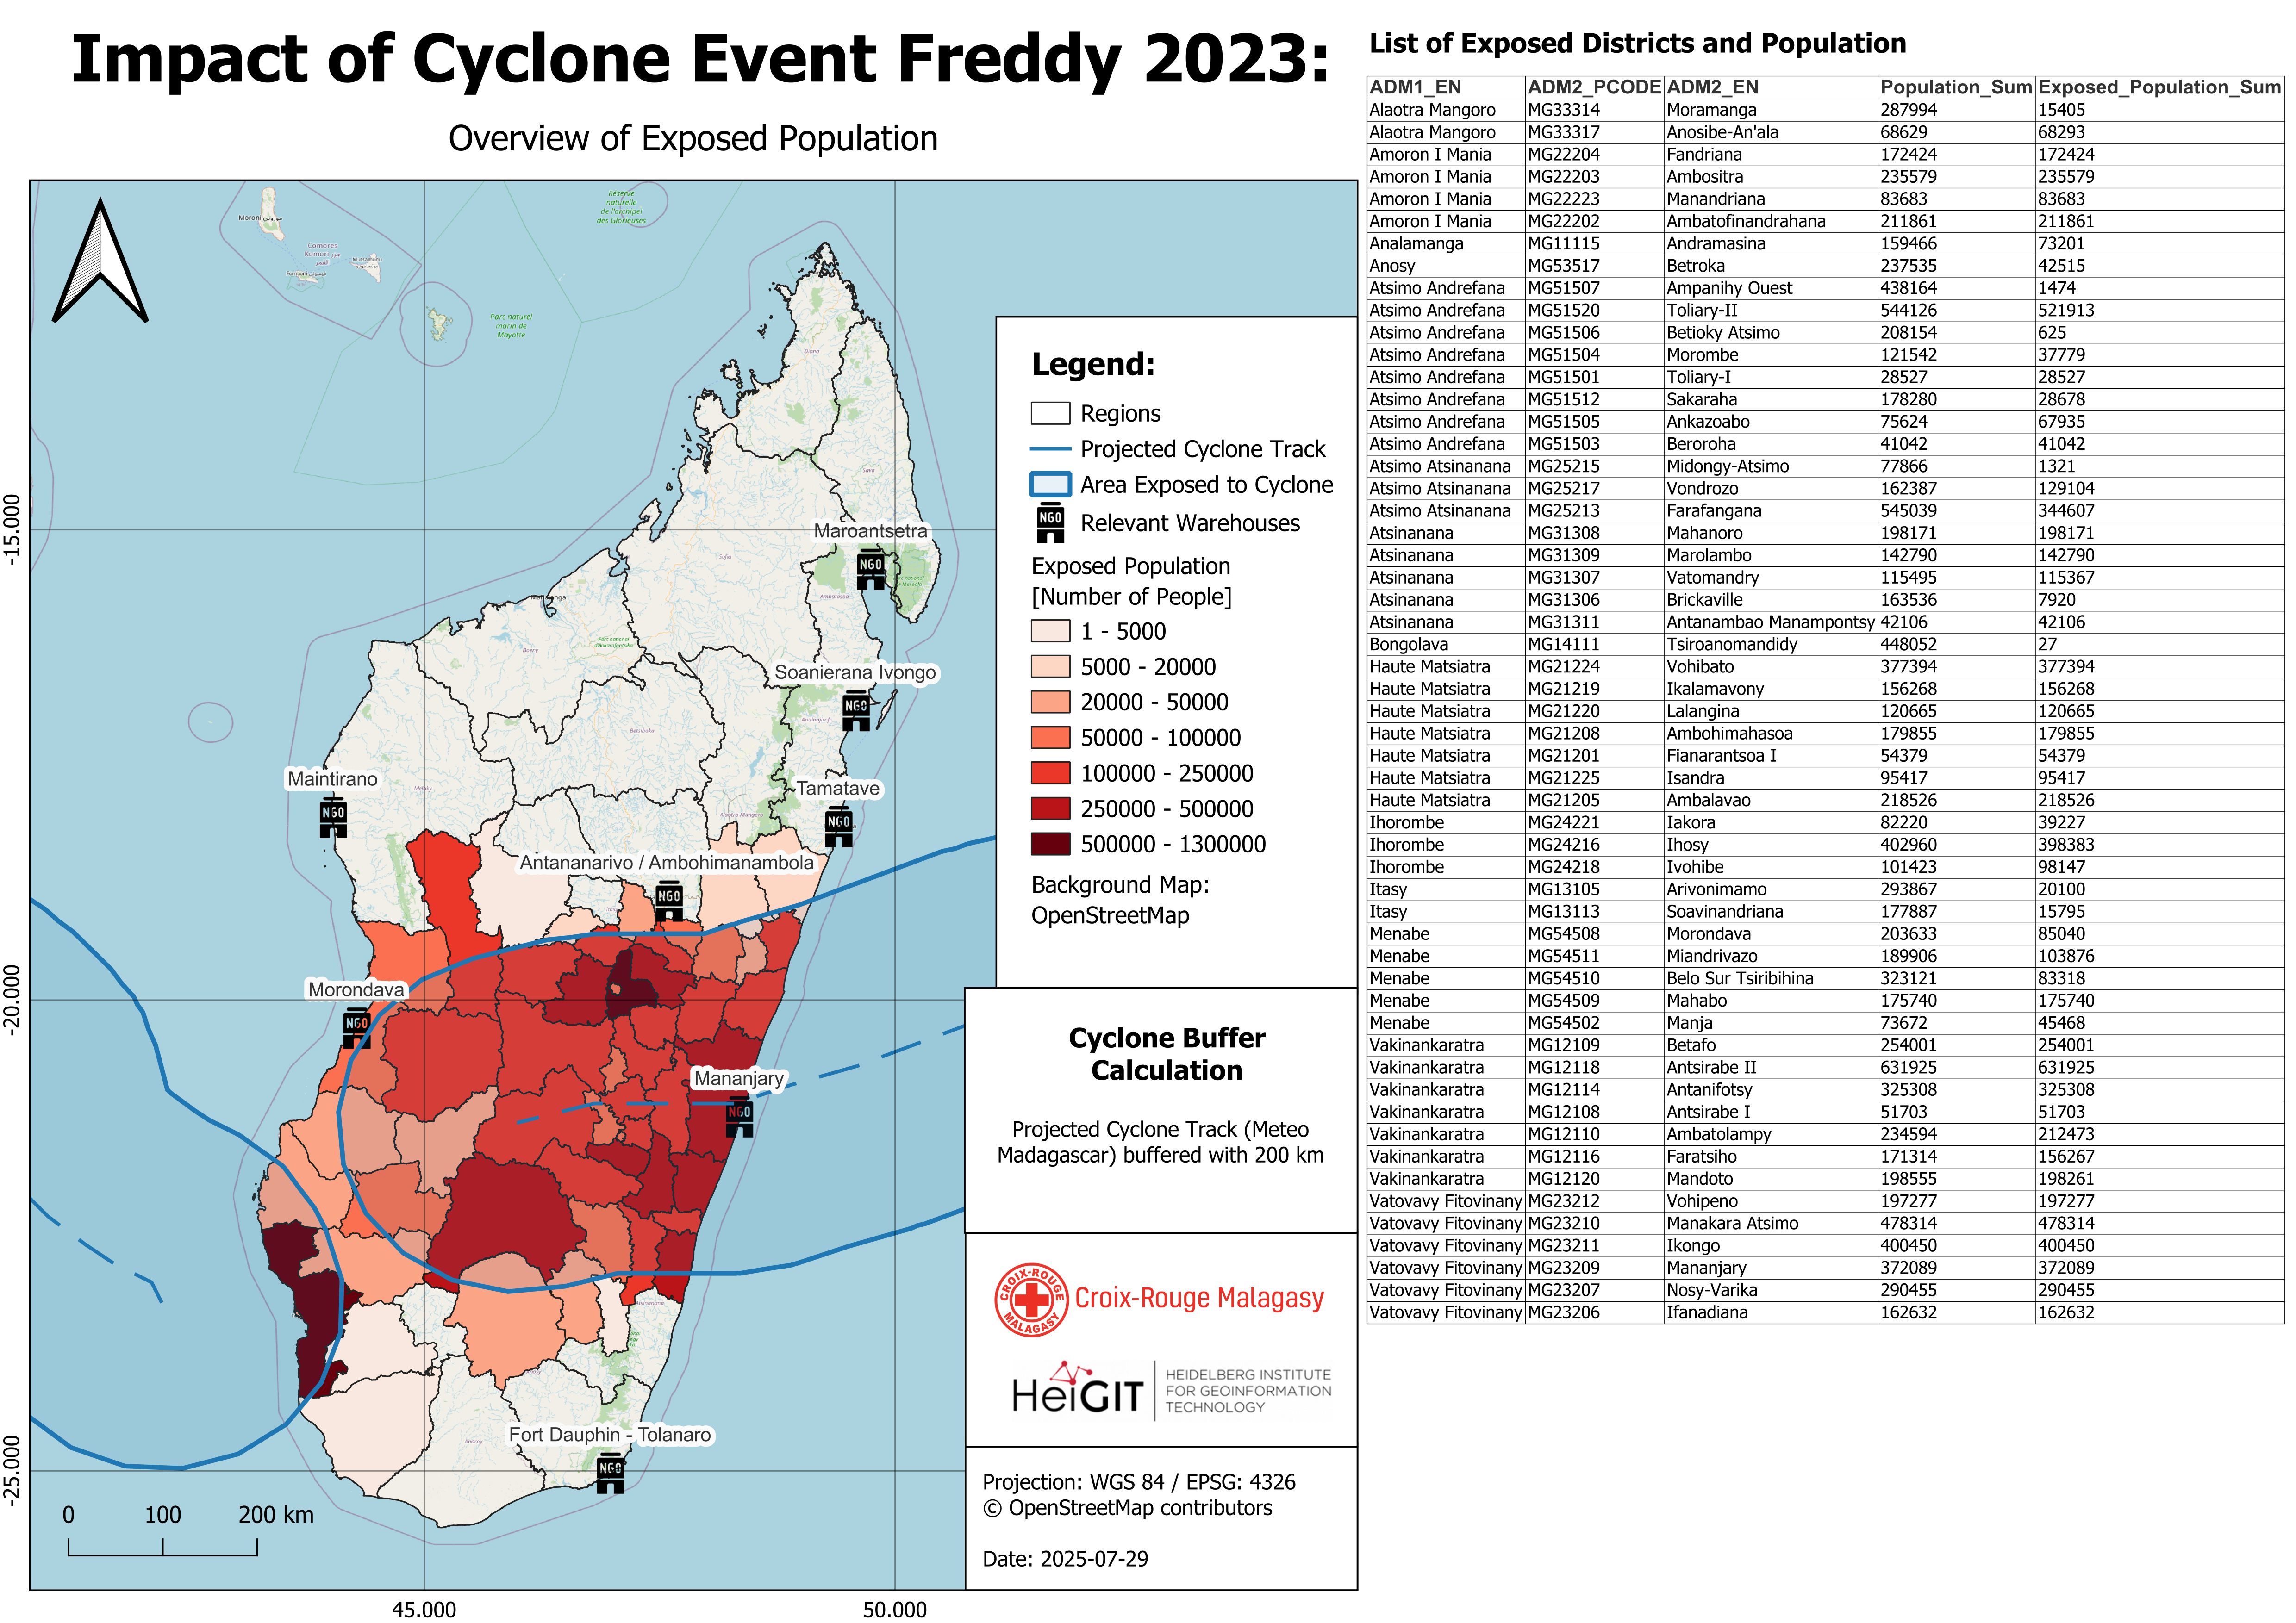 Impact of Cyclone Event Freddy 2023:
Overview of Exposed Population
Moroni موروني
Comores
Komori
Fomboni
Mutsamudu
Réserve
naturelle
de l'archipel
des Glorieuses
Parc naturel
marin de
Mayotte
Diana
Sava
Sofia
Boeny
Betsiboka
Melaky
Alaotra-Mangoro
Analanjirofo
Androy
Maroantsetra
NGO
Soanierana Ivongo
NGO
Maintirano
NGO
Tamatave
NGO
Antananarivo / Ambohimanambola
NGO
Morondava
NGO
Mananjary
NGO
Fort Dauphin - Tolanaro
NGO
-15.000
-20.000
-25.000
45.000
50.000
0 100 200 km
Legend:
Regions
Projected Cyclone Track
Area Exposed to Cyclone
NGO
Relevant Warehouses
Exposed Population
[Number of People]
1 - 5000
5000 - 20000
20000 - 50000
50000 - 100000
100000 - 250000
250000 - 500000
500000 - 1300000
Background Map:
OpenStreetMap
Cyclone Buffer
Calculation
Projected Cyclone Track (Meteo
Madagascar) buffered with 200 km
CROIX-ROUGE
MALAGASY
Croix-Rouge Malagasy
HeiGIT
HEIDELBERG INSTITUTE
FOR GEOINFORMATION
TECHNOLOGY
Projection: WGS 84 / EPSG: 4326
© OpenStreetMap contributors
Date: 2025-07-29
List of Exposed Districts and Population
ADM1_EN ADM2_PCODE ADM2_EN Population_Sum Exposed_Population_Sum
Alaotra Mangoro MG33314 Moramanga 287994 15405
Alaotra Mangoro MG33317 Anosibe-An'ala 68629 68293
Amoron I Mania MG22204 Fandriana 172424 172424
Amoron I Mania MG22203 Ambositra 235579 235579
Amoron I Mania MG22223 Manandriana 83683 83683
Amoron I Mania MG22202 Ambatofinandrahana 211861 211861
Analamanga MG11115 Andramasina 159466 73201
Anosy MG53517 Betroka 237535 42515
Atsimo Andrefana MG51507 Ampanihy Ouest 438164 1474
Atsimo Andrefana MG51520 Toliary-II 544126 521913
Atsimo Andrefana MG51506 Betioky Atsimo 208154 625
Atsimo Andrefana MG51504 Morombe 121542 37779
Atsimo Andrefana MG51501 Toliary-I 28527 28527
Atsimo Andrefana MG51512 Sakaraha 178280 28678
Atsimo Andrefana MG51505 Ankazoabo 75624 67935
Atsimo Andrefana MG51503 Beroroha 41042 41042
Atsimo Atsinanana MG25215 Midongy-Atsimo 77866 1321
Atsimo Atsinanana MG25217 Vondrozo 162387 129104
Atsimo Atsinanana MG25213 Farafangana 545039 344607
Atsinanana MG31308 Mahanoro 198171 198171
Atsinanana MG31309 Marolambo 142790 142790
Atsinanana MG31307 Vatomandry 115495 115367
Atsinanana MG31306 Brickaville 163536 7920
Atsinanana MG31311 Antanambao Manampontsy 42106 42106
Bongolava MG14111 Tsiroanomandidy 448052 27
Haute Matsiatra MG21224 Vohibato 377394 377394
Haute Matsiatra MG21219 Ikalamavony 156268 156268
Haute Matsiatra MG21220 Lalangina 120665 120665
Haute Matsiatra MG21208 Ambohimahasoa 179855 179855
Haute Matsiatra MG21201 Fianarantsoa I 54379 54379
Haute Matsiatra MG21225 Isandra 95417 95417
Haute Matsiatra MG21205 Ambalavao 218526 218526
Ihorombe MG24221 Iakora 82220 39227
Ihorombe MG24216 Ihosy 402960 398383
Ihorombe MG24218 Ivohibe 101423 98147
Itasy MG13105 Arivonimamo 293867 20100
Itasy MG13113 Soavinandriana 177887 15795
Menabe MG54508 Morondava 203633 85040
Menabe MG54511 Miandrivazo 189906 103876
Menabe MG54510 Belo Sur Tsiribihina 323121 83318
Menabe MG54509 Mahabo 175740 175740
Menabe MG54502 Manja 73672 45468
Vakinankaratra MG12109 Betafo 254001 254001
Vakinankaratra MG12118 Antsirabe II 631925 631925
Vakinankaratra MG12114 Antanifotsy 325308 325308
Vakinankaratra MG12108 Antsirabe I 51703 51703
Vakinankaratra MG12110 Ambatolampy 234594 212473
Vakinankaratra MG12116 Faratsiho 171314 156267
Vakinankaratra MG12120 Mandoto 198555 198261
Vatovavy Fitovinany MG23212 Vohipeno 197277 197277
Vatovavy Fitovinany MG23210 Manakara Atsimo 478314 478314
Vatovavy Fitovinany MG23211 Ikongo 400450 400450
Vatovavy Fitovinany MG23209 Mananjary 372089 372089
Vatovavy Fitovinany MG23207 Nosy-Varika 290455 290455
Vatovavy Fitovinany MG23206 Ifanadiana 162632 162632